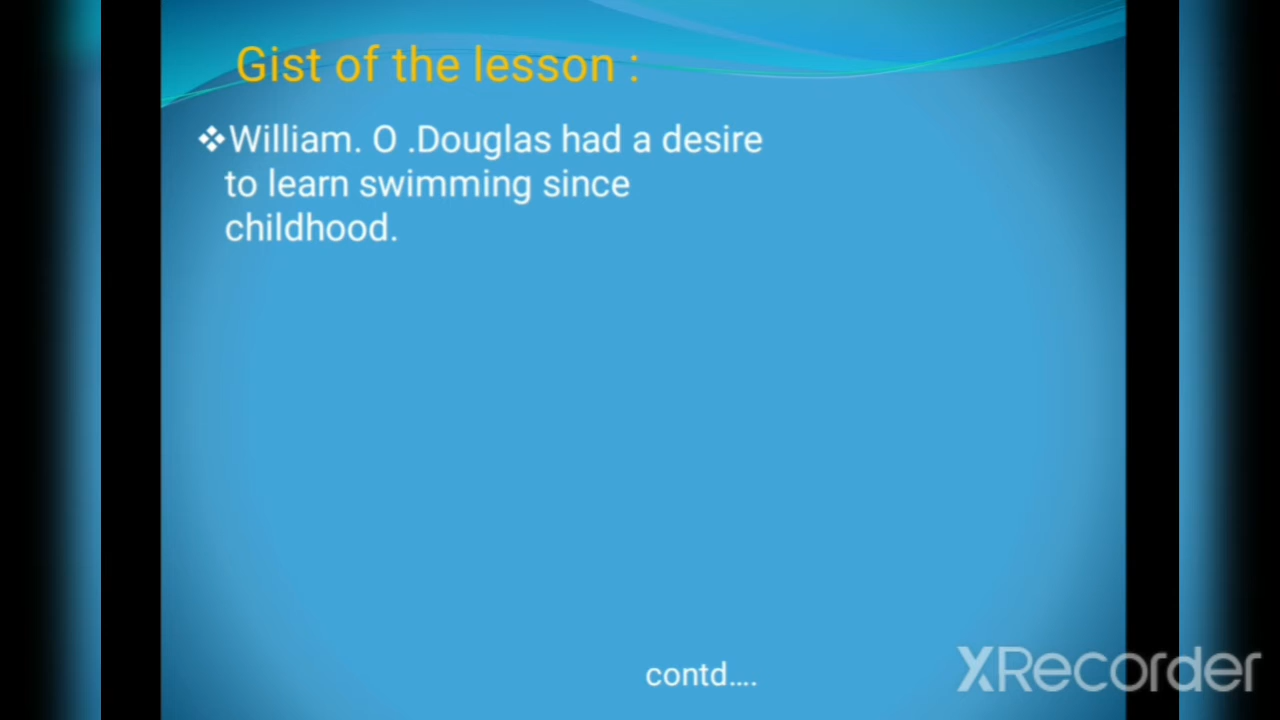 Gist of the lesson :
❖William. O .Douglas had a desire
to learn swimming since
childhood.
contd....
XRecorder